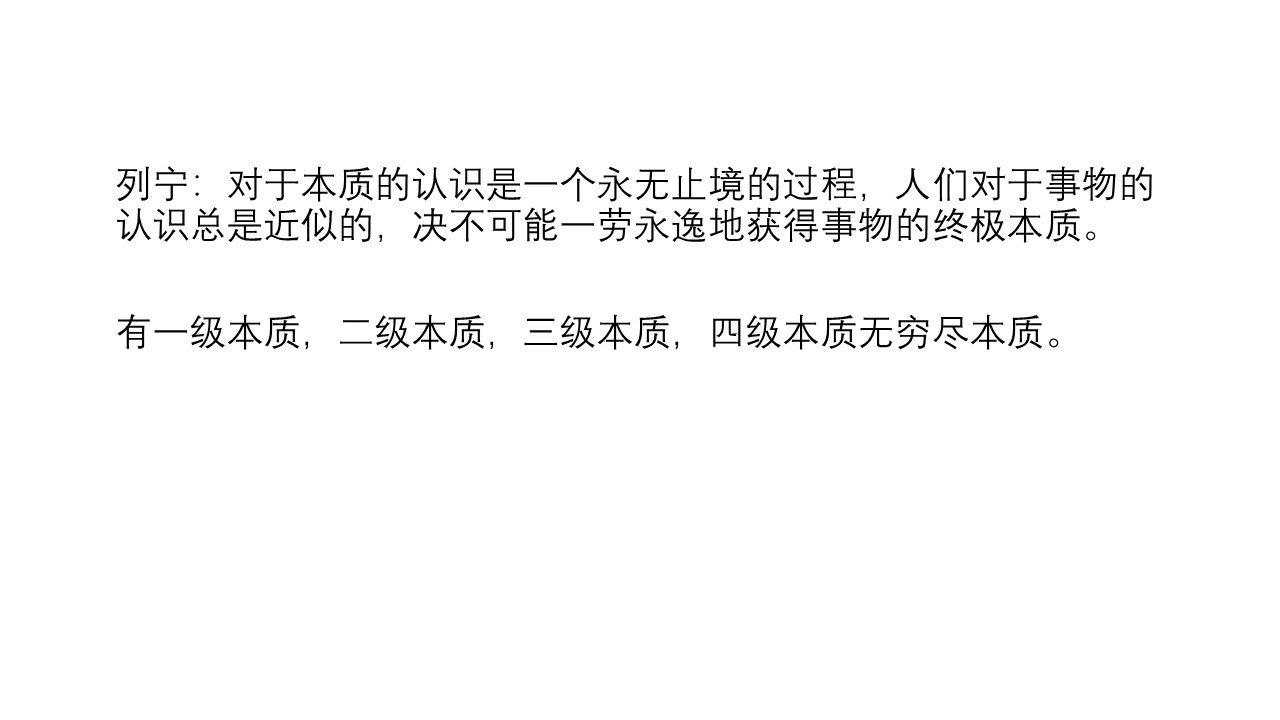 列宁：对于本质的认识是一个永无止境的过程，人们对于事物的
认识总是近似的，决不可能一劳永逸地获得事物的终极本质。
有一级本质，二级本质，三级本质，四级本质无穷尽本质。